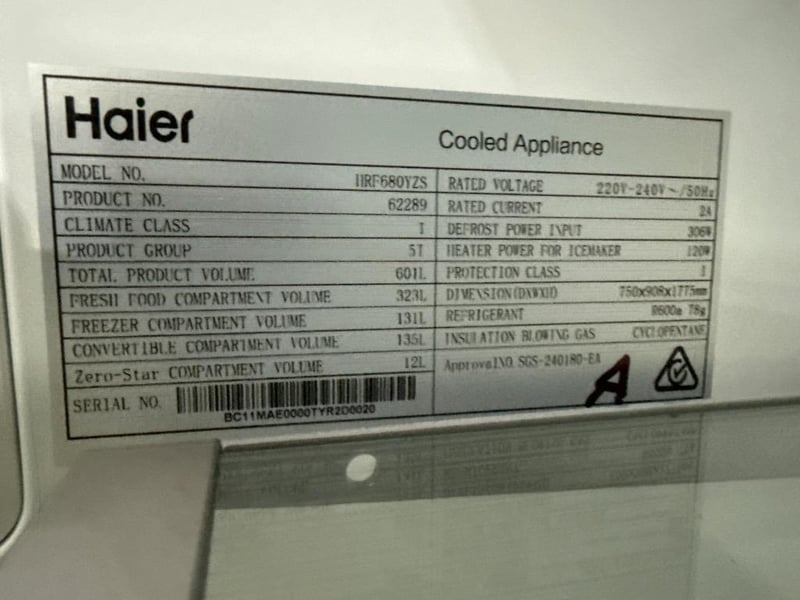 Haier
Cooled Appliance
MODEL NO. HRF680YZS
PRODUCT NO. 62289
CLIMATE CLASS T
PRODUCT GROUP 5T
TOTAL PRODUCT VOLUME 601L
FRESH FOOD COMPARTMENT VOLUME 323L
FREEZER COMPARTMENT VOLUME 131L
CONVERTIBLE COMPARTMENT VOLUME 135L
Zero-Star COMPARTMENT VOLUME 12L
SERIAL NO.
BC11MAE0000TYR2D0020
RATED VOLTAGE 220V-240V~/50Hz
RATED CURRENT 2A
DEFROST POWER INPUT 306W
HEATER POWER FOR ICEMAKER 120W
PROTECTION CLASS I
DIMENSION(DXWXH) 750x908x1775mm
REFRIGERANT R600a 78g
INSULATION BLOWING GAS CYCLOPENTANE
ApprovalNO. SGS-240180-EA
A